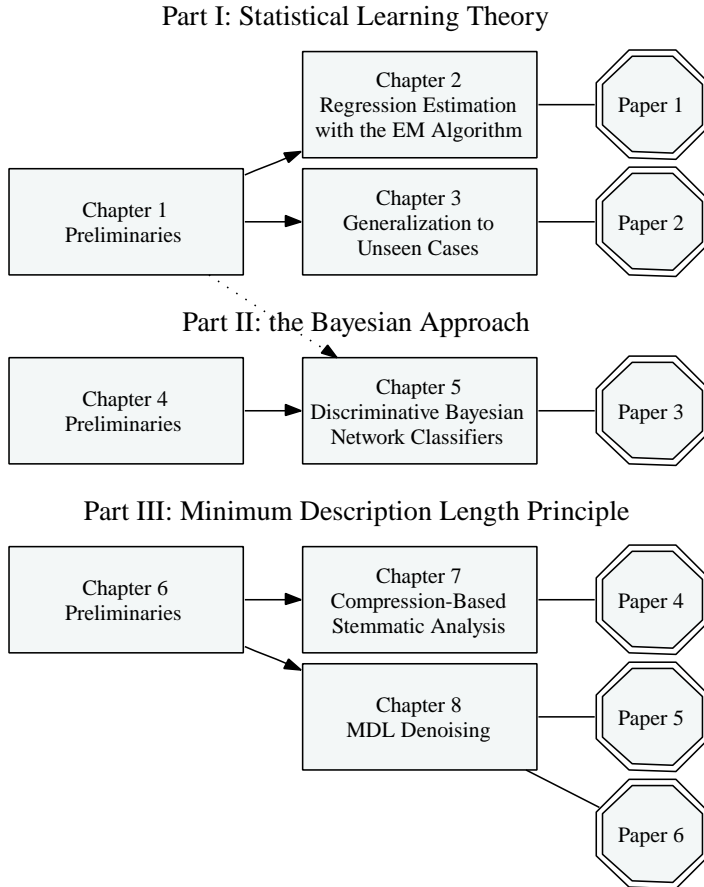 Part I: Statistical Learning Theory
Chapter 2
Regression Estimation
with the EM Algorithm
Paper 1
Chapter 1
Preliminaries
Chapter 3
Generalization to
Unseen Cases
Paper 2
Part II: the Bayesian Approach
Chapter 4
Preliminaries
Chapter 5
Discriminative Bayesian
Network Classifiers
Paper 3
Part III: Minimum Description Length Principle
Chapter 6
Preliminaries
Chapter 7
Compression-Based
Stemmatic Analysis
Paper 4
Chapter 8
MDL Denoising
Paper 5
Paper 6